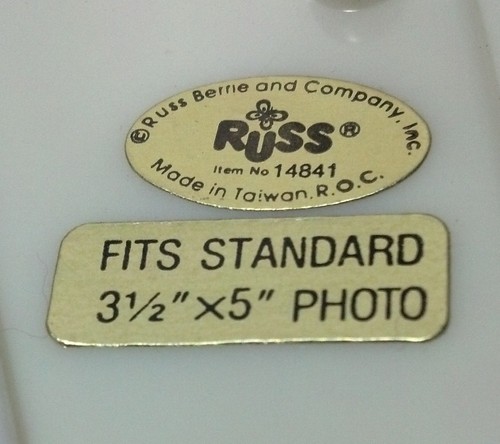 © Russ Berrie and Company, Inc.
RUSS®
Item No 14841
Made in Taiwan, R.O.C.
FITS STANDARD
3½" x 5" PHOTO